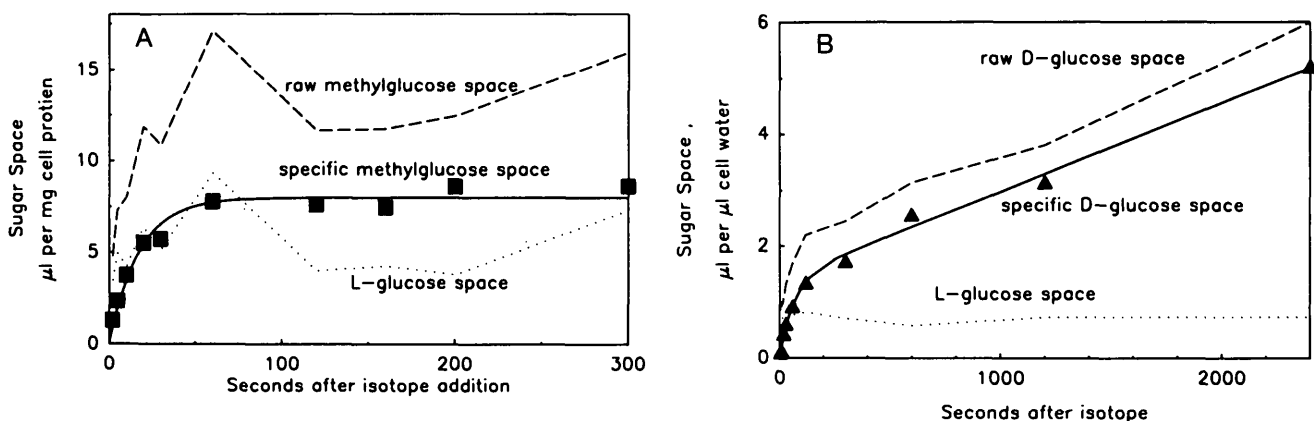 A
15
10
5
0
Sugar Space
μl per mg cell protien
raw methylglucose space
specific methylglucose space
L-glucose space
0
100
200
300
Seconds after isotope addition
B
6
4
2
0
Sugar Space .
μl per μl cell water
raw D-glucose space
specific D-glucose space
L-glucose space
0
1000
2000
Seconds after isotope